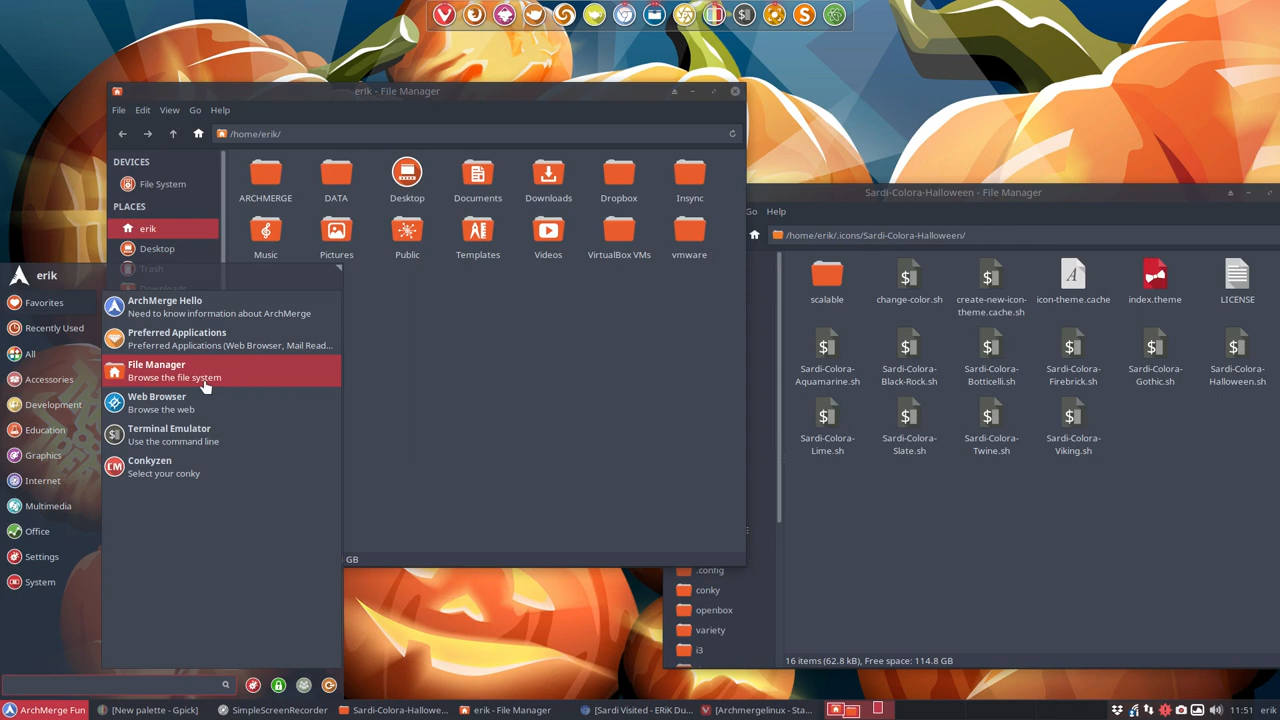 erik - File Manager
File Edit View Go Help
/home/erik/
DEVICES
File System
PLACES
erik
Desktop
Trash
Downloads
ARCHMERGE DATA Desktop Documents Downloads Dropbox Insync
Music Pictures Public Templates Videos VirtualBox VMs vmware
GB
Sardi-Colora-Halloween - File Manager
Go Help
/home/erik/.icons/Sardi-Colora-Halloween/
scalable change-color.sh create-new-icon-theme.cache.sh icon-theme.cache index.theme LICENSE
Sardi-Colora-Aquamarine.sh Sardi-Colora-Black-Rock.sh Sardi-Colora-Botticelli.sh Sardi-Colora-Firebrick.sh Sardi-Colora-Gothic.sh Sardi-Colora-Halloween.sh
Sardi-Colora-Lime.sh Sardi-Colora-Slate.sh Sardi-Colora-Twine.sh Sardi-Colora-Viking.sh
.config
conky
openbox
variety
i3
16 items (62.8 kB), Free space: 114.8 GB
erik
Favorites
Recently Used
All
Accessories
Development
Education
Graphics
Internet
Multimedia
Office
Settings
System
ArchMerge Hello
Need to know information about ArchMerge
Preferred Applications
Preferred Applications (Web Browser, Mail Read...
File Manager
Browse the file system
Web Browser
Browse the web
Terminal Emulator
Use the command line
Conkyzen
Select your conky
ArchMerge Fun [New palette - Gpick] SimpleScreenRecorder Sardi-Colora-Hallowe... erik - File Manager [Sardi Visited - ERiK Du... [Archmergelinux - Sta... 11:51 erik